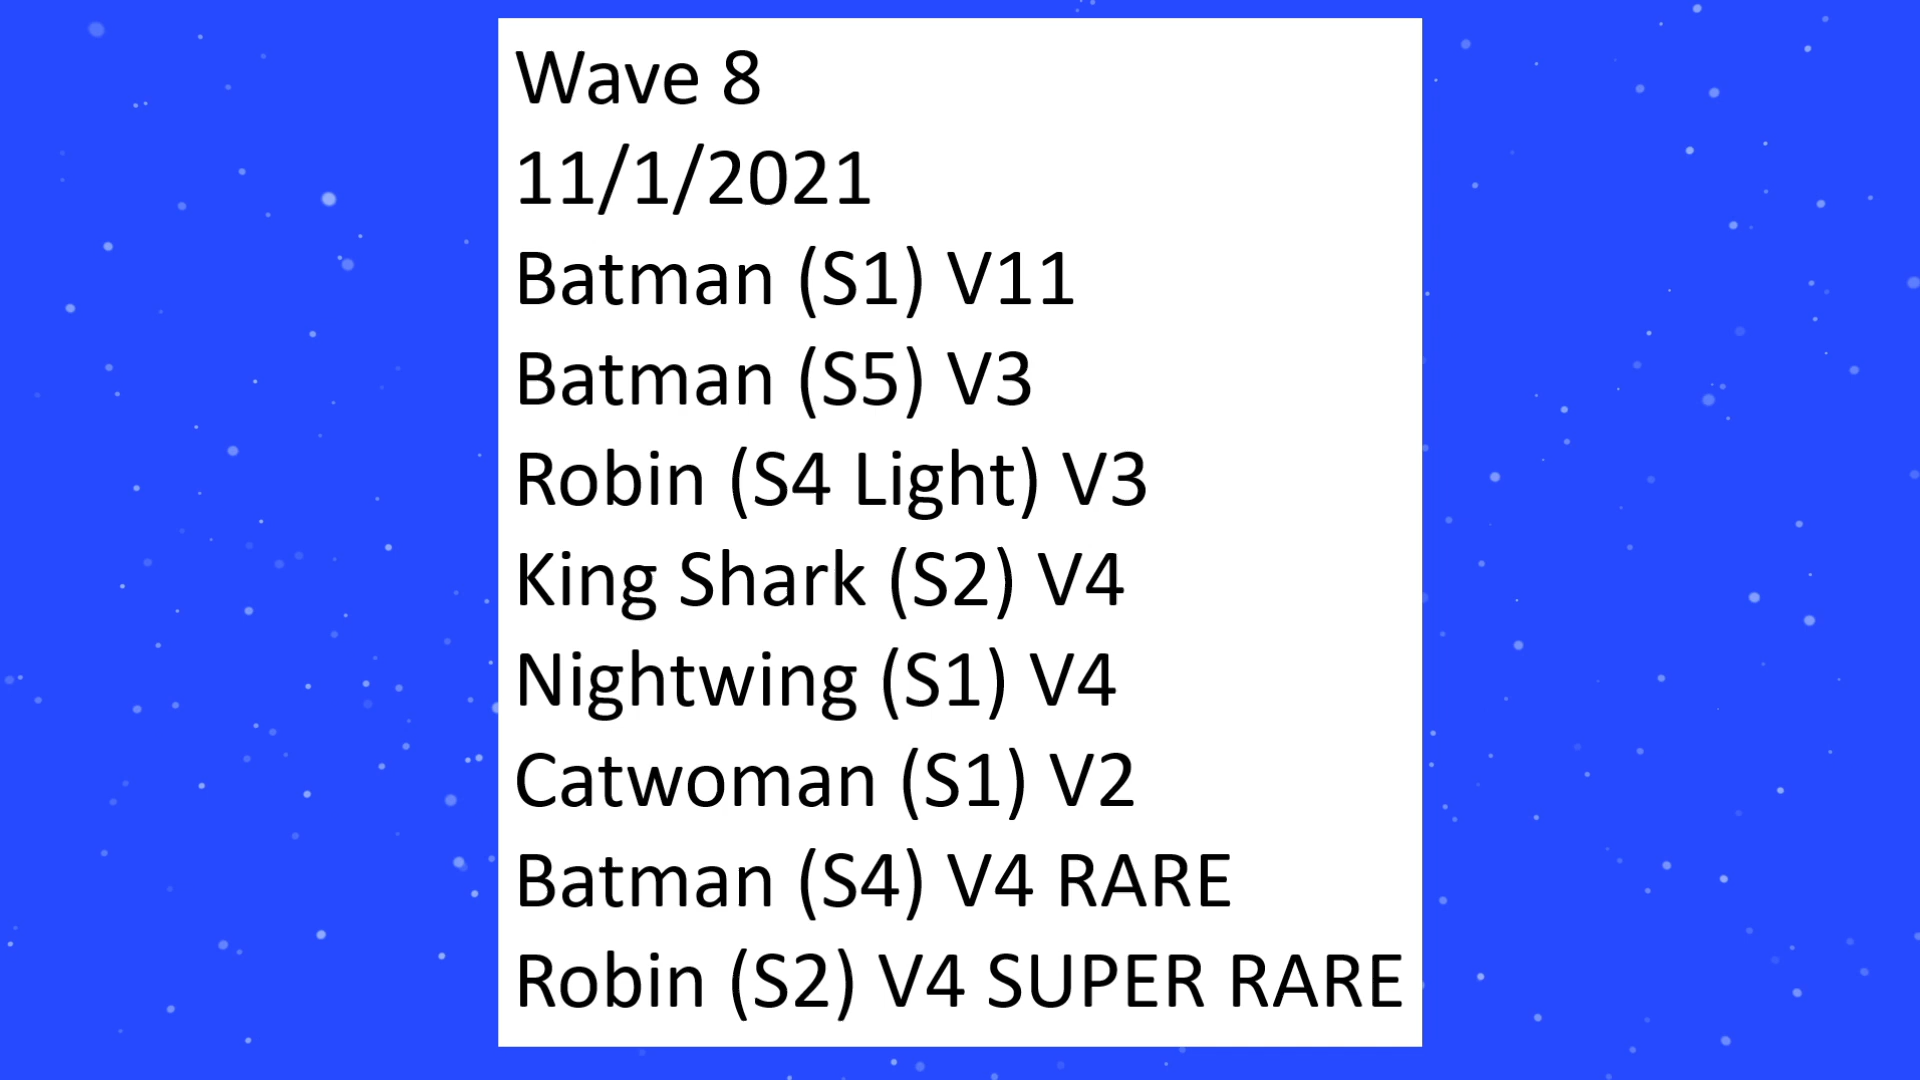 Wave 8
11/1/2021
Batman (S1) V11
Batman (S5) V3
Robin (S4 Light) V3
King Shark (S2) V4
Nightwing (S1) V4
Catwoman (S1) V2
Batman (S4) V4 RARE
Robin (S2) V4 SUPER RARE